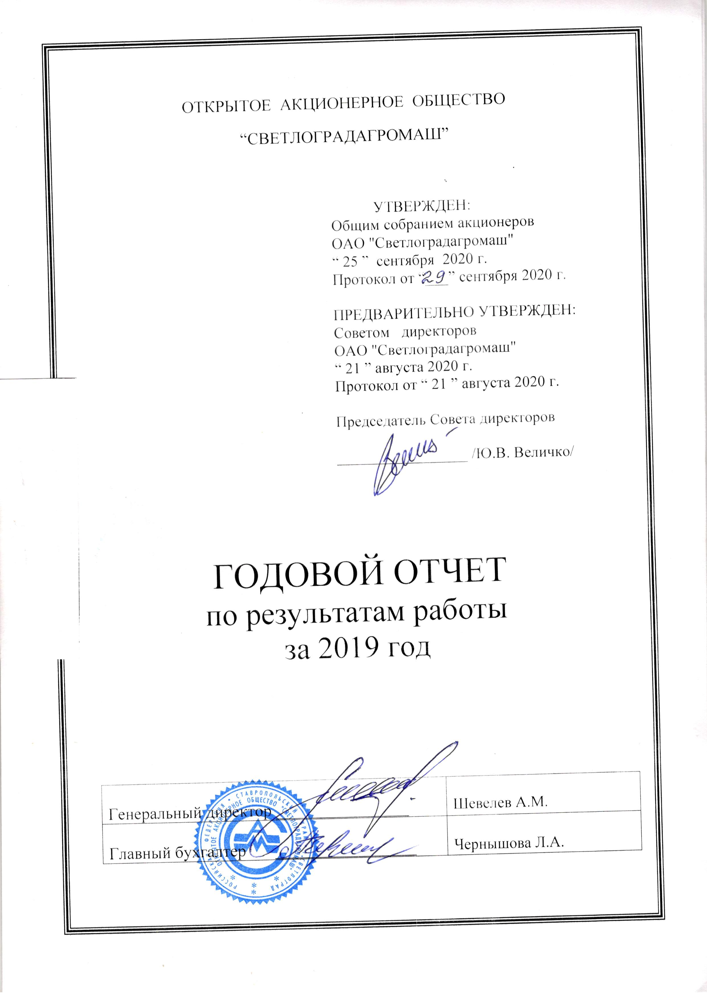 ОТКРЫТОЕ АКЦИОНЕРНОЕ ОБЩЕСТВО
“СВЕТЛОГРАДАГРОМАШ”
УТВЕРЖДЕН:
Общим собранием акционеров
ОАО "Светлоградагромаш"
“ 25 ” сентября 2020 г.
Протокол от “29” сентября 2020 г.
ПРЕДВАРИТЕЛЬНО УТВЕРЖДЕН:
Советом директоров
ОАО "Светлоградагромаш"
“ 21 ” августа 2020 г.
Протокол от “ 21 ” августа 2020 г.
Председатель Совета директоров
/Ю.В. Величко/
ГОДОВОЙ ОТЧЕТ
по результатам работы
за 2019 год
Генеральный директор Шевелев А.М.
Главный бухгалтер Чернышова Л.А.
РОССИЙСКАЯ ФЕДЕРАЦИЯ * СТАВРОПОЛЬСКИЙ КРАЙ Г.СВЕТЛОГРАД
ОТКРЫТОЕ АКЦИОНЕРНОЕ ОБЩЕСТВО "СВЕТЛОГРАДАГРОМАШ"